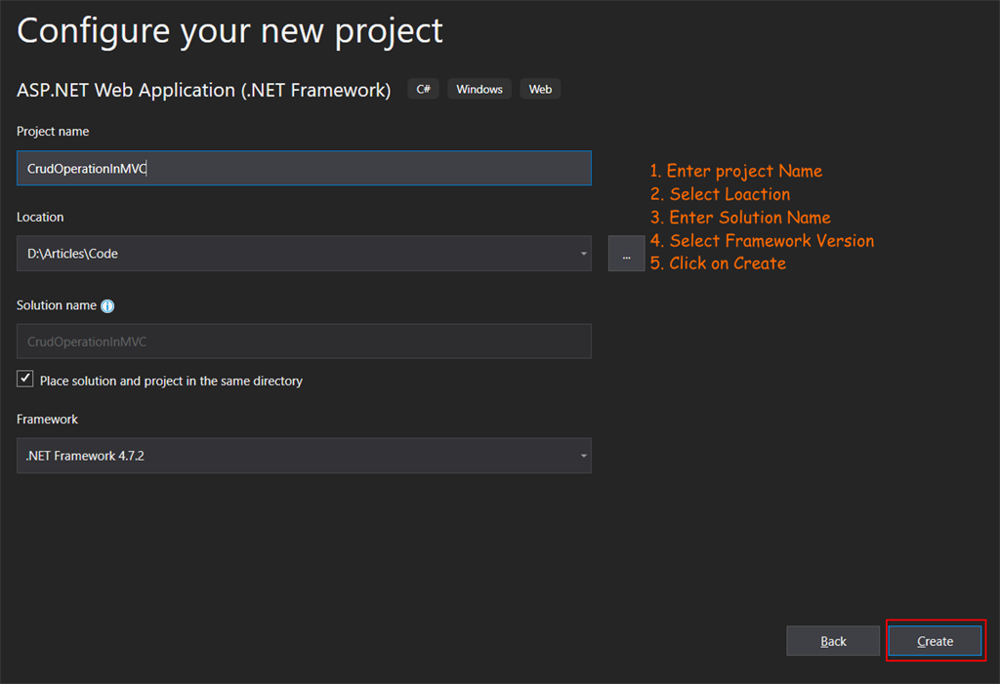 Configure your new project
ASP.NET Web Application (.NET Framework) C# Windows Web
Project name
CrudOperationInMVC
1. Enter project Name
2. Select Loaction
3. Enter Solution Name
4. Select Framework Version
5. Click on Create
Location
D:\Articles\Code
...
Solution name
CrudOperationInMVC
Place solution and project in the same directory
Framework
.NET Framework 4.7.2
Back
Create